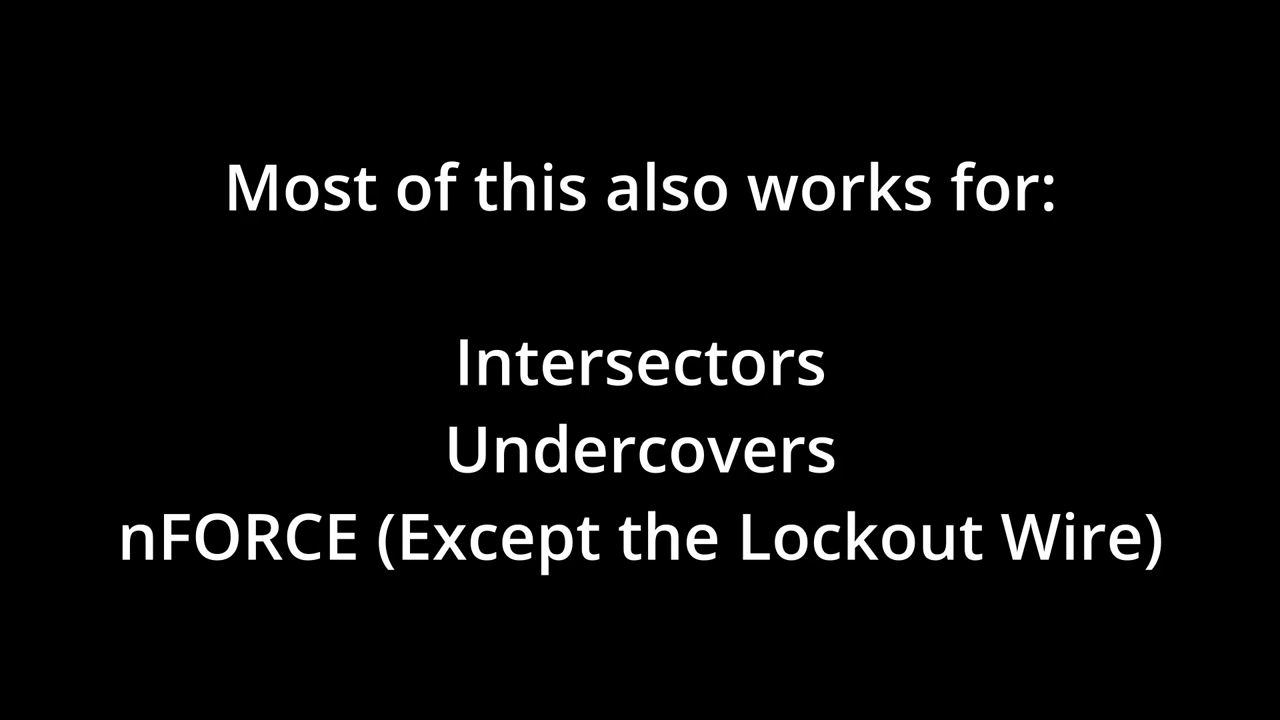 Most of this also works for:
Intersectors
Undercovers
nFORCE (Except the Lockout Wire)